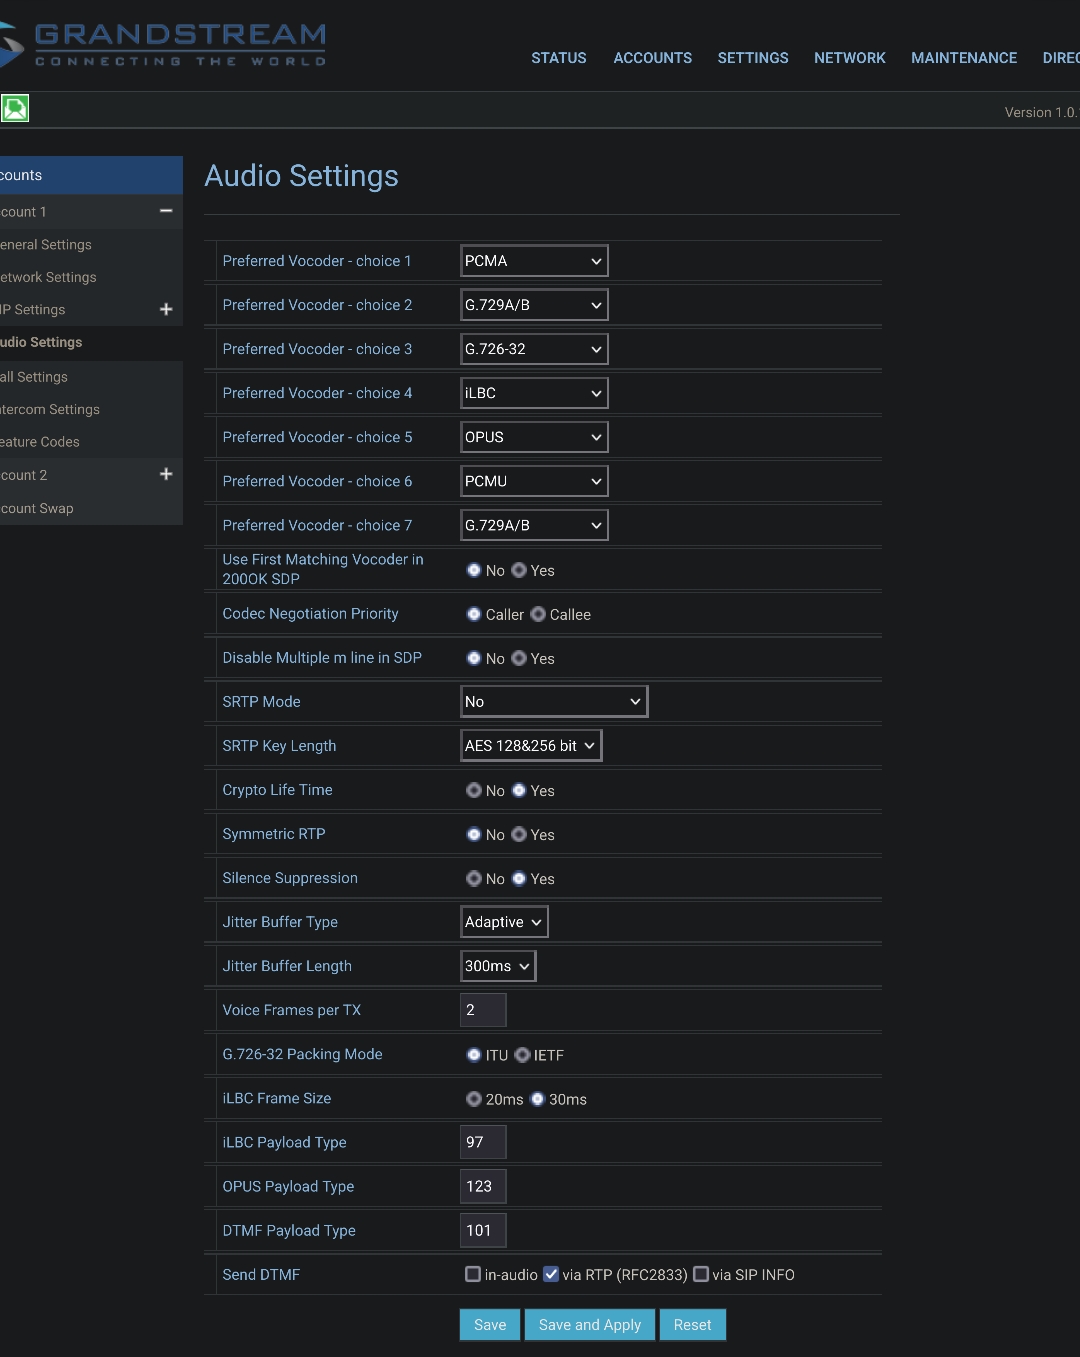 GRANDSTREAM
CONNECTING THE WORLD
STATUS ACCOUNTS SETTINGS NETWORK MAINTENANCE DIREC
Version 1.0.
counts
count 1
eneral Settings
etwork Settings
IP Settings
udio Settings
all Settings
ntercom Settings
eature Codes
count 2
count Swap
Audio Settings
Preferred Vocoder - choice 1 PCMA
Preferred Vocoder - choice 2 G.729A/B
Preferred Vocoder - choice 3 G.726-32
Preferred Vocoder - choice 4 iLBC
Preferred Vocoder - choice 5 OPUS
Preferred Vocoder - choice 6 PCMU
Preferred Vocoder - choice 7 G.729A/B
Use First Matching Vocoder in
200OK SDP No Yes
Codec Negotiation Priority Caller Callee
Disable Multiple m line in SDP No Yes
SRTP Mode No
SRTP Key Length AES 128&256 bit
Crypto Life Time No Yes
Symmetric RTP No Yes
Silence Suppression No Yes
Jitter Buffer Type Adaptive
Jitter Buffer Length 300ms
Voice Frames per TX 2
G.726-32 Packing Mode ITU IETF
iLBC Frame Size 20ms 30ms
iLBC Payload Type 97
OPUS Payload Type 123
DTMF Payload Type 101
Send DTMF in-audio via RTP (RFC2833) via SIP INFO
Save Save and Apply Reset